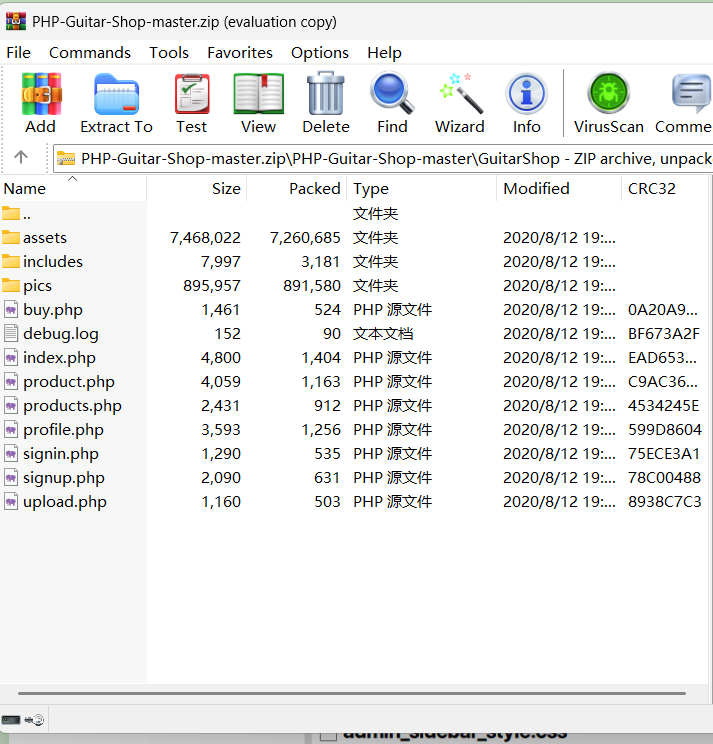 PHP-Guitar-Shop-master.zip (evaluation copy)
File Commands Tools Favorites Options Help
Add Extract To Test View Delete Find Wizard Info VirusScan Comme
PHP-Guitar-Shop-master.zip\PHP-Guitar-Shop-master\GuitarShop - ZIP archive, unpack
Name Size Packed Type Modified CRC32
.. 文件夹
assets 7,468,022 7,260,685 文件夹 2020/8/12 19:...
includes 7,997 3,181 文件夹 2020/8/12 19:...
pics 895,957 891,580 文件夹 2020/8/12 19:...
buy.php 1,461 524 PHP 源文件 2020/8/12 19:... 0A20A9...
debug.log 152 90 文本文档 2020/8/12 19:... BF673A2F
index.php 4,800 1,404 PHP 源文件 2020/8/12 19:... EAD653...
product.php 4,059 1,163 PHP 源文件 2020/8/12 19:... C9AC36...
products.php 2,431 912 PHP 源文件 2020/8/12 19:... 4534245E
profile.php 3,593 1,256 PHP 源文件 2020/8/12 19:... 599D8604
signin.php 1,290 535 PHP 源文件 2020/8/12 19:... 75ECE3A1
signup.php 2,090 631 PHP 源文件 2020/8/12 19:... 78C00488
upload.php 1,160 503 PHP 源文件 2020/8/12 19:... 8938C7C3
admin_sidebar_style.css